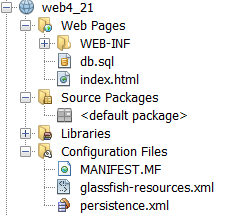 web4_21
Web Pages
WEB-INF
db.sql
index.html
Source Packages
<default package>
Libraries
Configuration Files
MANIFEST.MF
glassfish-resources.xml
persistence.xml